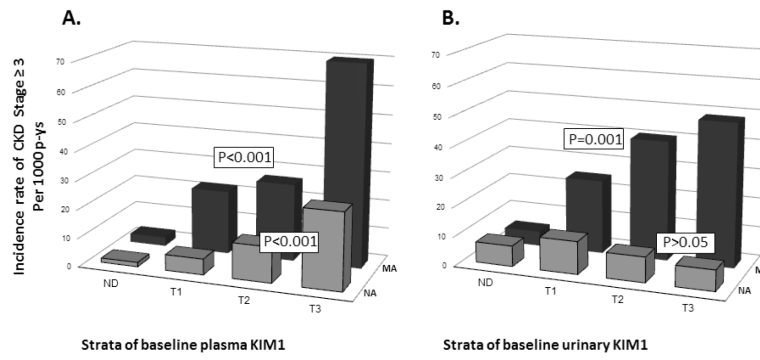 A.
B.
Incidence rate of CKD Stage ≥ 3
Per 1000 p-ys
70
60
50
40
30
20
10
0
P<0.001
P<0.001
ND
T1
T2
T3
MA
NA
Strata of baseline plasma KIM1
70
60
50
40
30
20
10
0
P=0.001
P>0.05
ND
T1
T2
T3
M
NA
Strata of baseline urinary KIM1